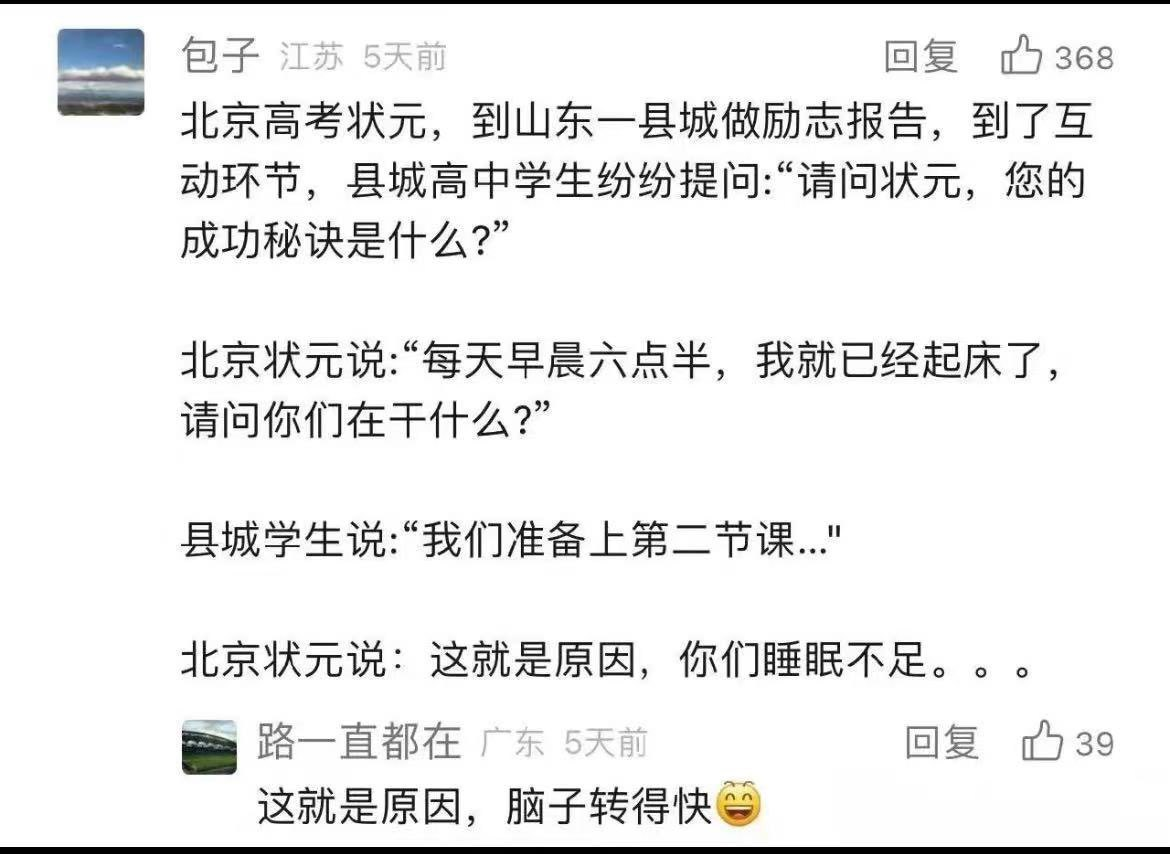 包子 江苏 5天前 回复 368
北京高考状元，到山东一县城做励志报告，到了互
动环节，县城高中学生纷纷提问:“请问状元，您的
成功秘诀是什么?”
北京状元说:“每天早晨六点半，我就已经起床了，
请问你们在干什么?”
县城学生说:“我们准备上第二节课..."
北京状元说：这就是原因，你们睡眠不足。。。
路一直都在 广东 5天前 回复 39
这就是原因，脑子转得快😄